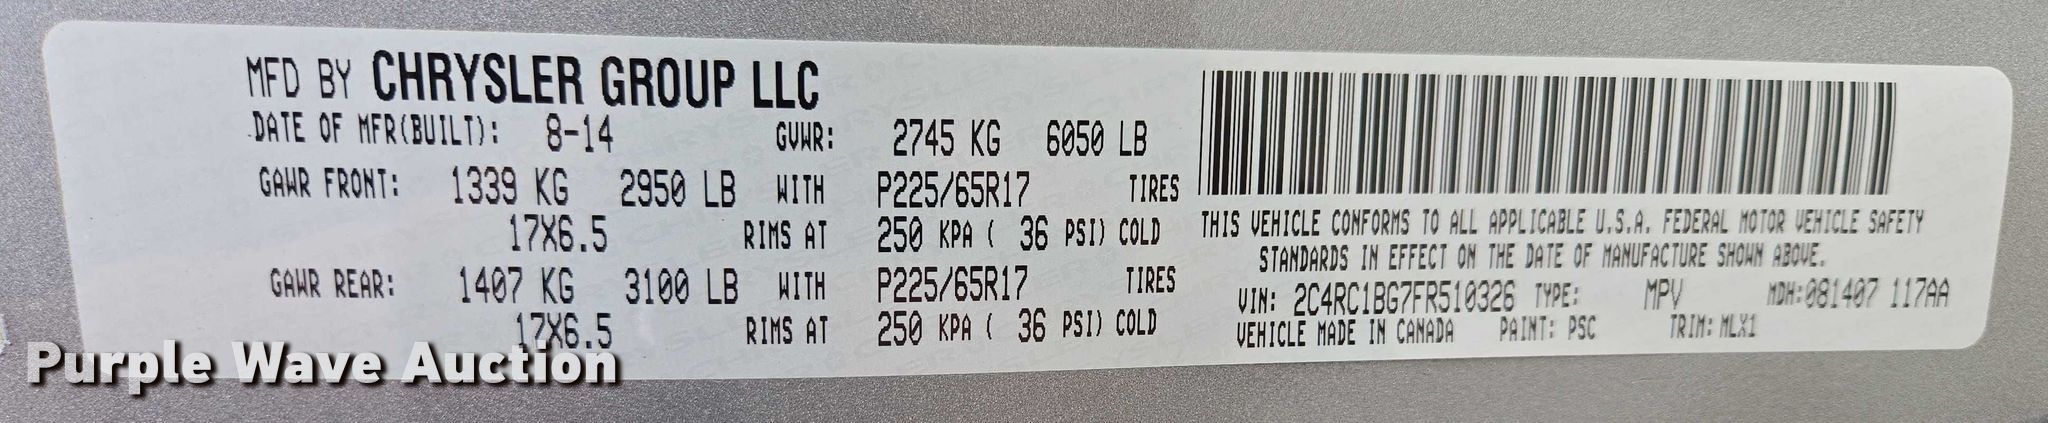 MFD BY CHRYSLER GROUP LLC
DATE OF MFR(BUILT): 8-14 GVWR: 2745 KG 6050 LB
GAWR FRONT: 1339 KG 2950 LB WITH P225/65R17 TIRES
17X6.5 RIMS AT 250 KPA ( 36 PSI) COLD
GAWR REAR: 1407 KG 3100 LB WITH P225/65R17 TIRES
17X6.5 RIMS AT 250 KPA ( 36 PSI) COLD
THIS VEHICLE CONFORMS TO ALL APPLICABLE U.S.A. FEDERAL MOTOR VEHICLE SAFETY
STANDARDS IN EFFECT ON THE DATE OF MANUFACTURE SHOWN ABOVE.
VIN: 2C4RC1BG7FR510326 TYPE: MPV MDH:081407 117AA
VEHICLE MADE IN CANADA PAINT: PSC TRIM: MLX1
Purple Wave Auction